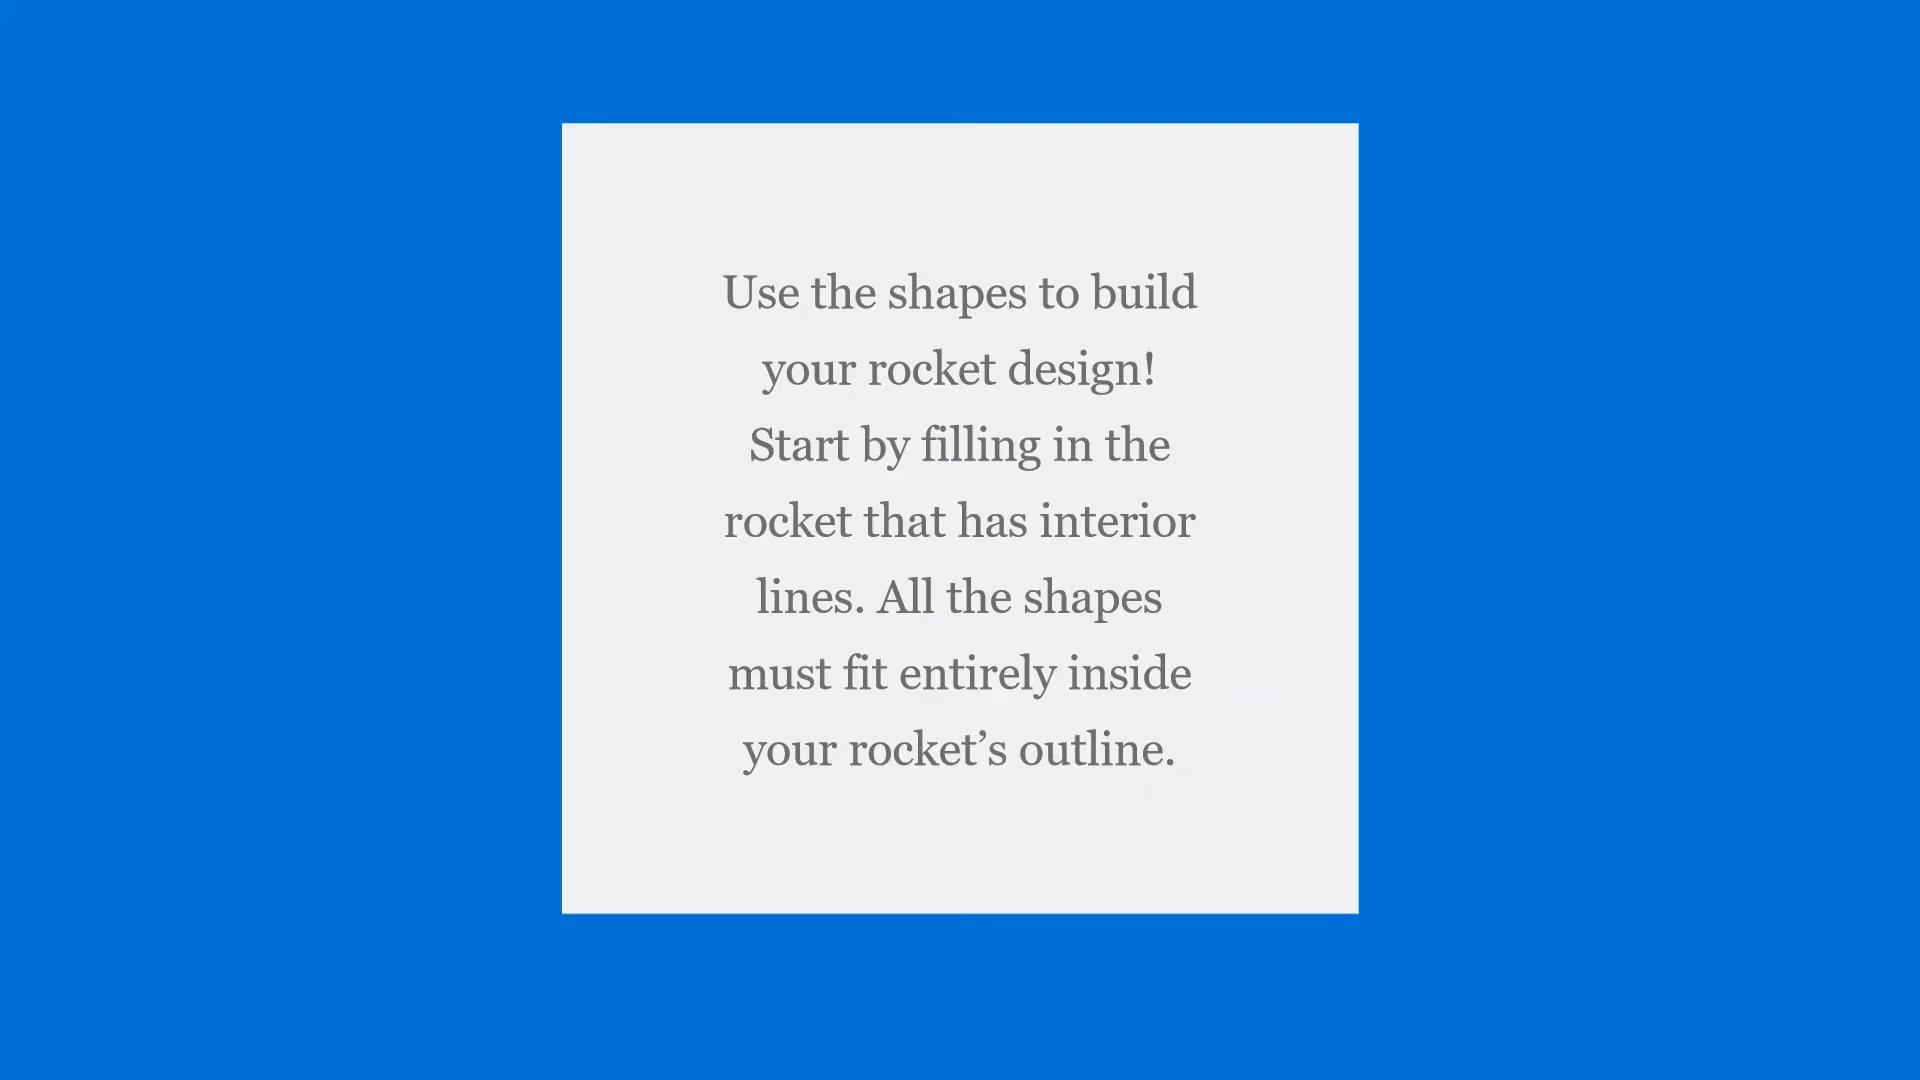 Use the shapes to build
your rocket design!
Start by filling in the
rocket that has interior
lines. All the shapes
must fit entirely inside
your rocket’s outline.